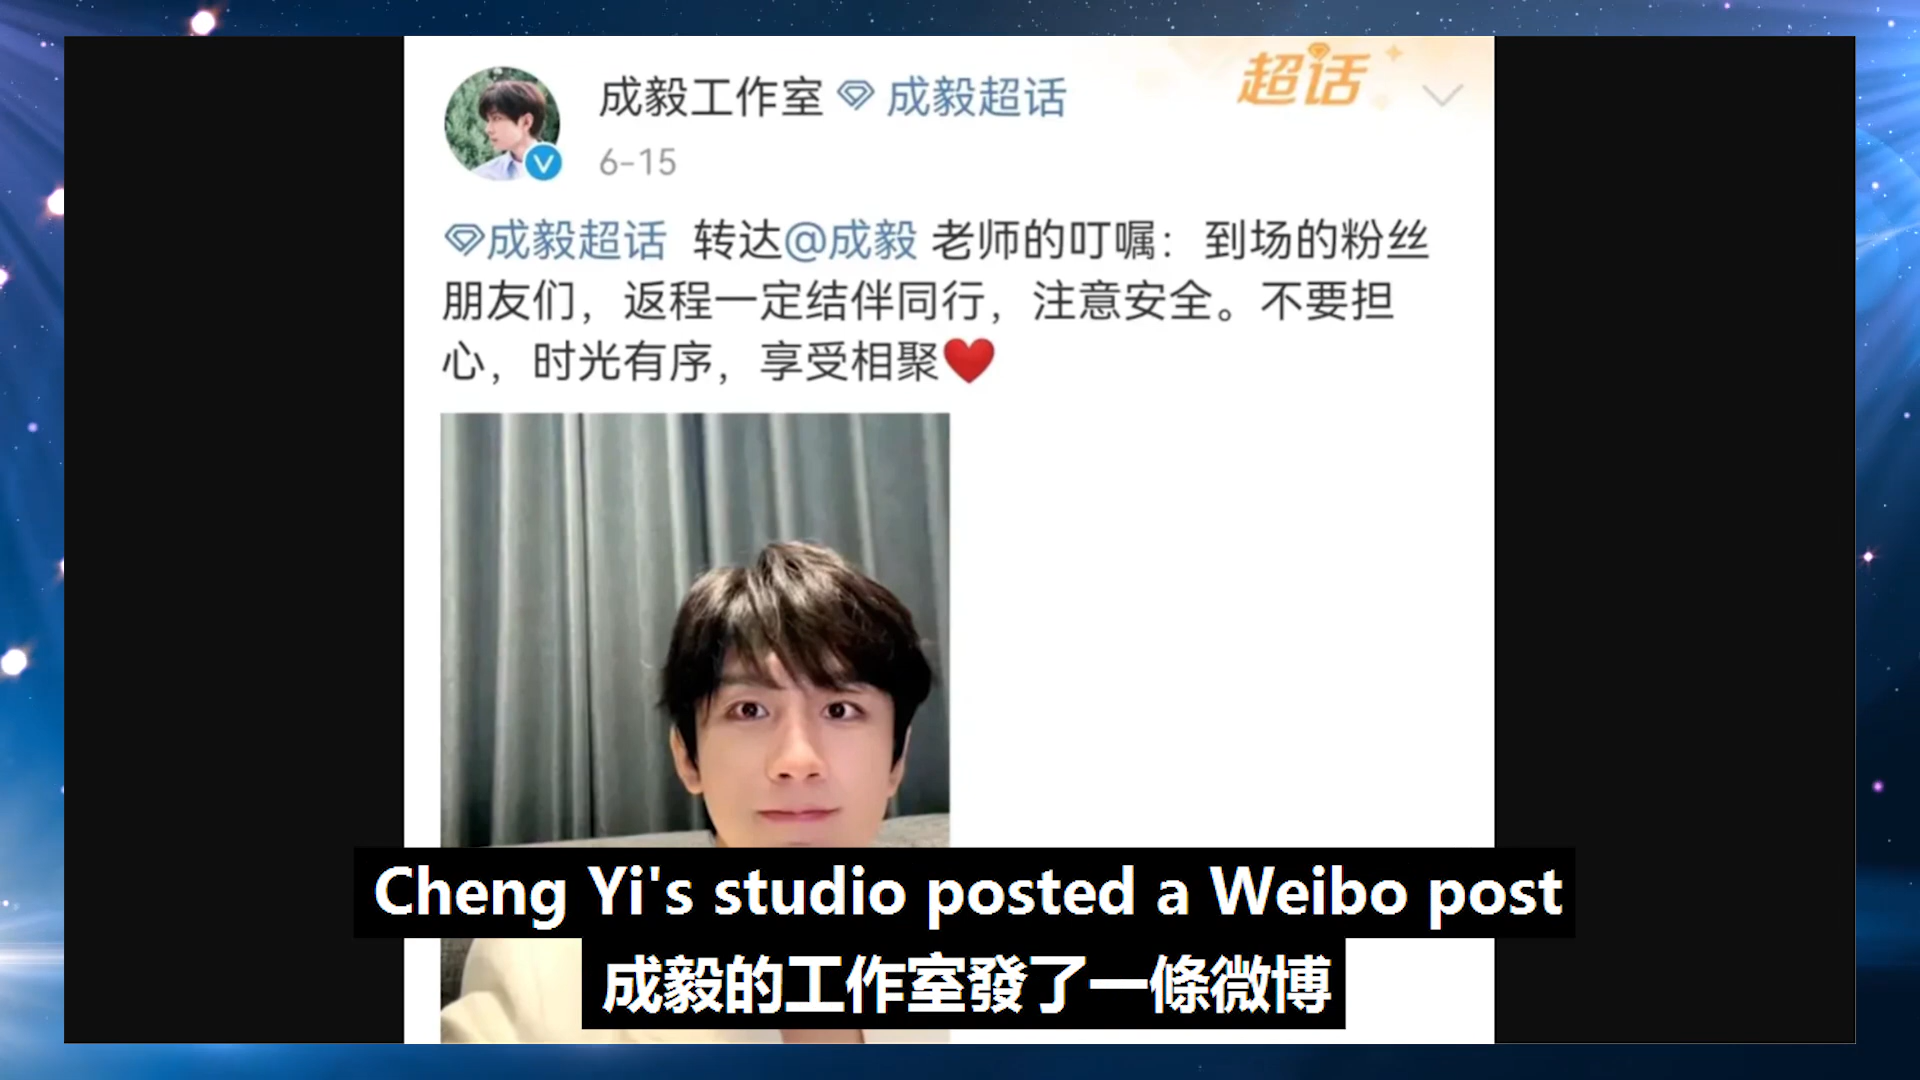 成毅工作室 成毅超话
超话
6-15
成毅超话 转达@成毅 老师的叮嘱：到场的粉丝
朋友们，返程一定结伴同行，注意安全。不要担
心，时光有序，享受相聚❤️
Cheng Yi's studio posted a Weibo post
成毅的工作室發了一條微博